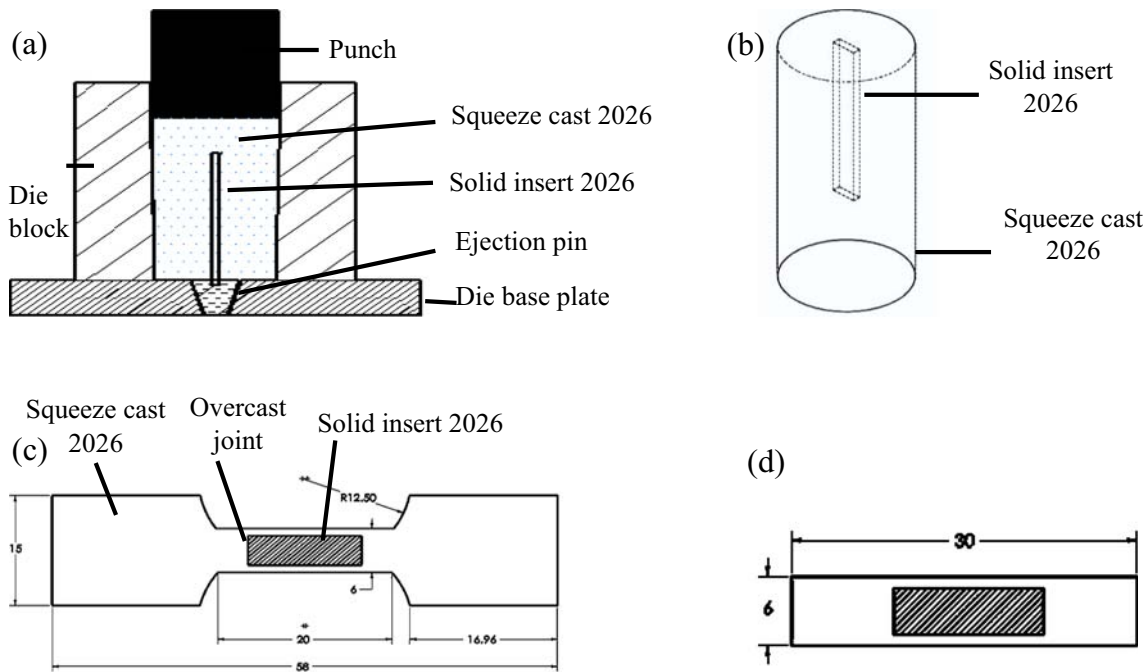 (a)
Punch
Squeeze cast 2026
Solid insert 2026
Die
block
Ejection pin
Die base plate
(b)
Solid insert
2026
Squeeze cast
2026
(c)
Squeeze cast
2026
Overcast
joint
Solid insert 2026
R12.50
15
6
20
16.96
58
(d)
30
6